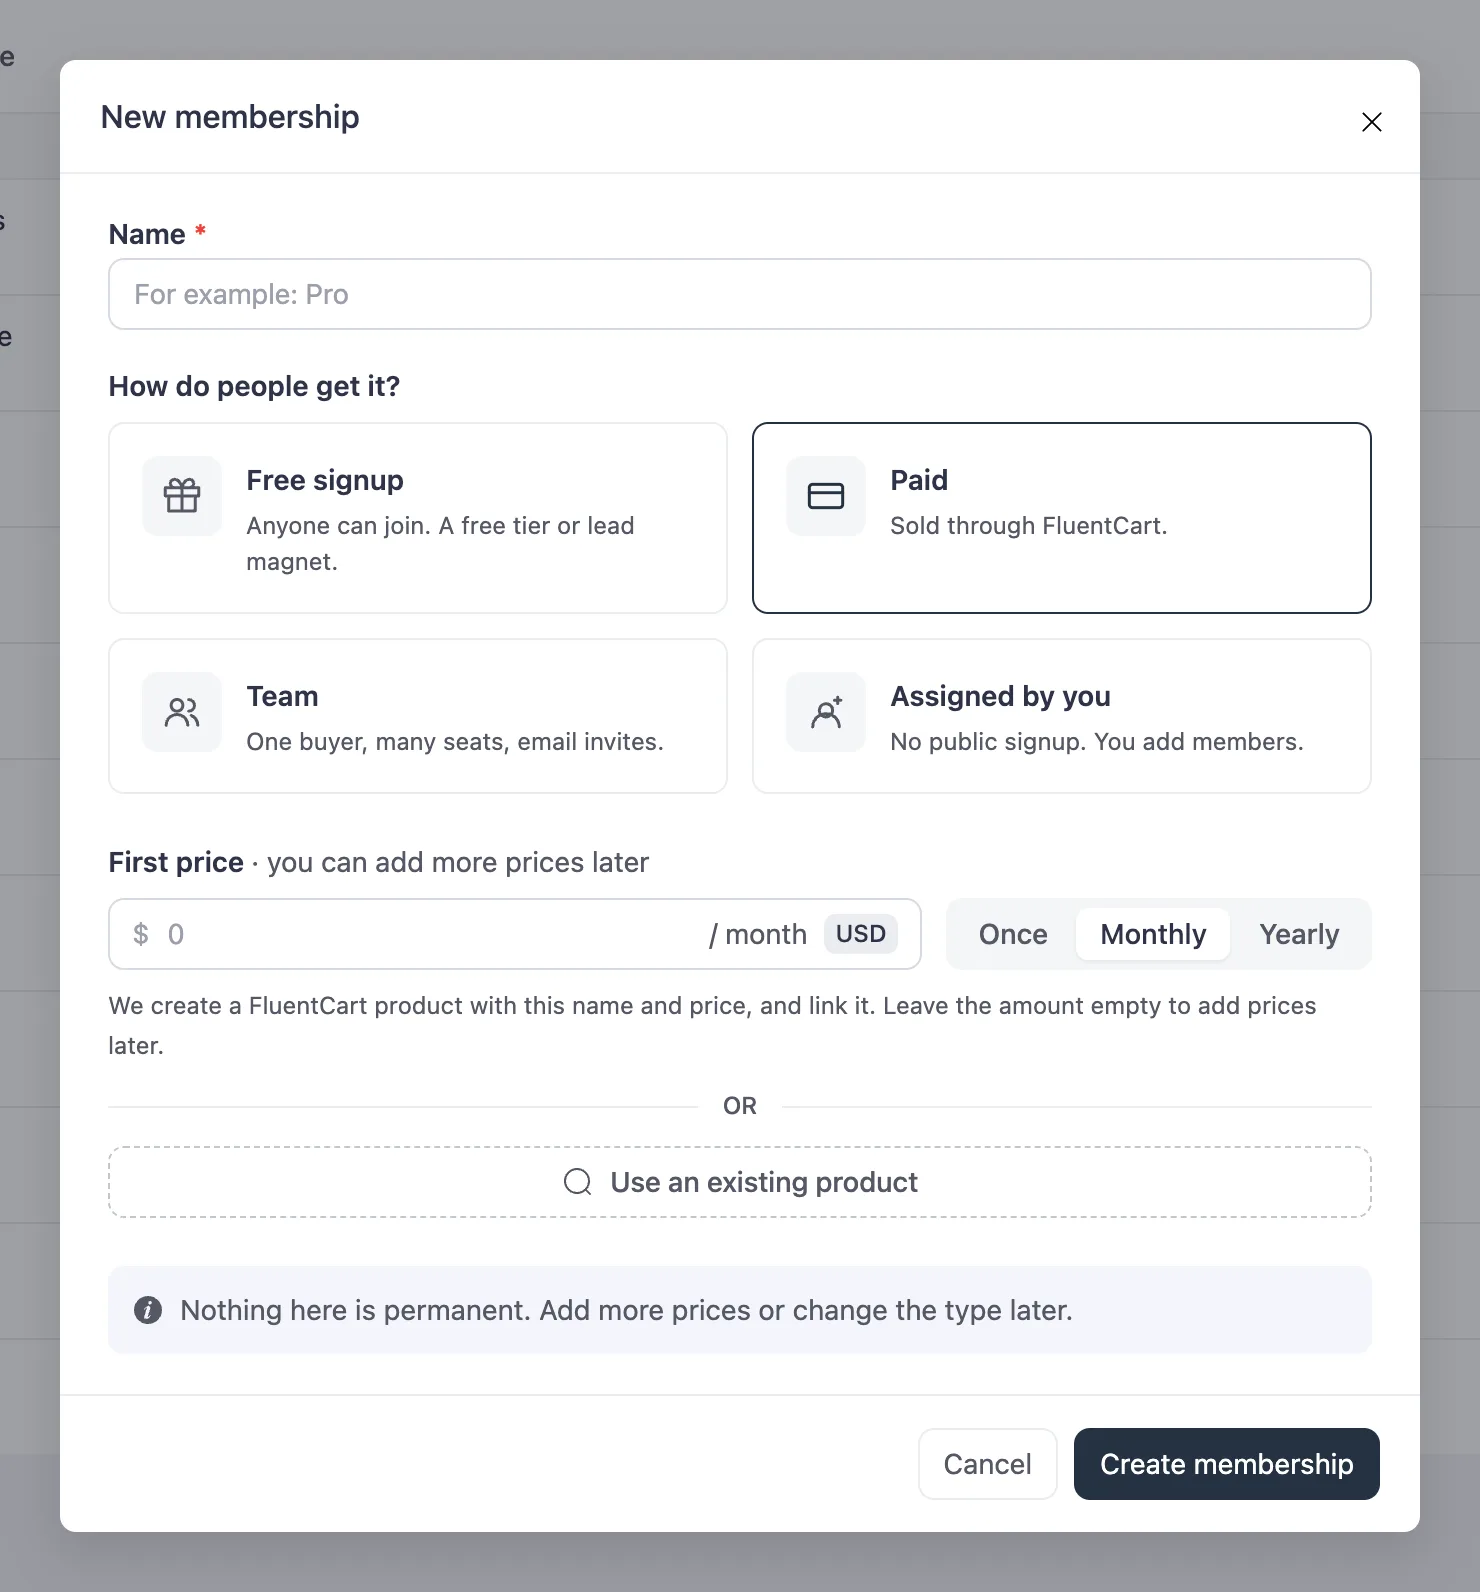 New membership
Name *
For example: Pro
How do people get it?
Free signup
Anyone can join. A free tier or lead
magnet.
Paid
Sold through FluentCart.
Team
One buyer, many seats, email invites.
Assigned by you
No public signup. You add members.
First price · you can add more prices later
$ 0 / month USD
Once Monthly Yearly
We create a FluentCart product with this name and price, and link it. Leave the amount empty to add prices
later.
OR
Use an existing product
Nothing here is permanent. Add more prices or change the type later.
Cancel Create membership